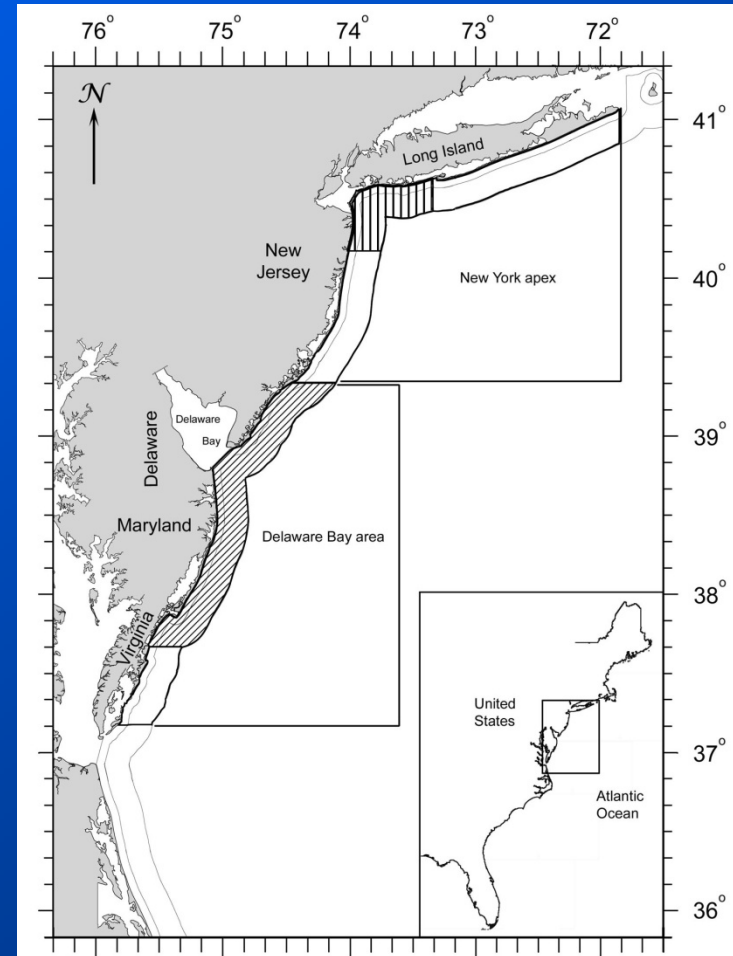 76° 75° 74° 73° 72°
N
41°
Long Island
New
Jersey
New York apex
40°
Delaware
Delaware
Bay
39°
Maryland
Delaware Bay area
38°
Virginia
United
States
37°
Atlantic
Ocean
36°